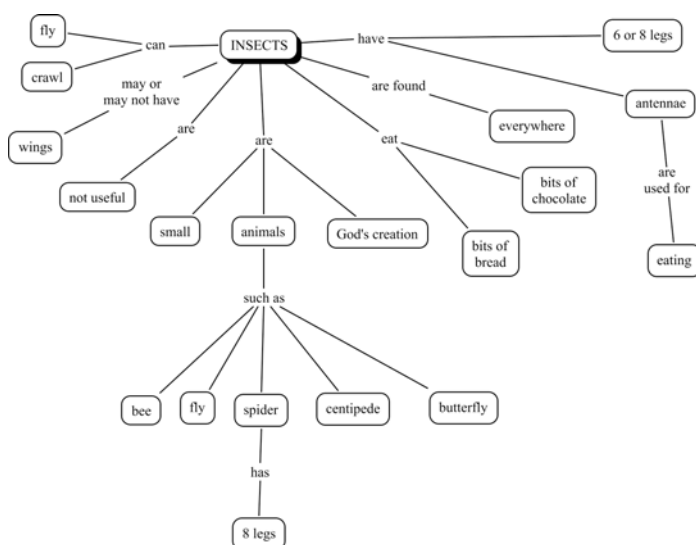 fly
can
INSECTS
have
6 or 8 legs
crawl
may or
may not have
are found
antennae
wings
are
everywhere
are
eat
not useful
bits of
chocolate
are
used for
small
animals
God's creation
bits of
bread
eating
such as
bee
fly
spider
centipede
butterfly
has
8 legs